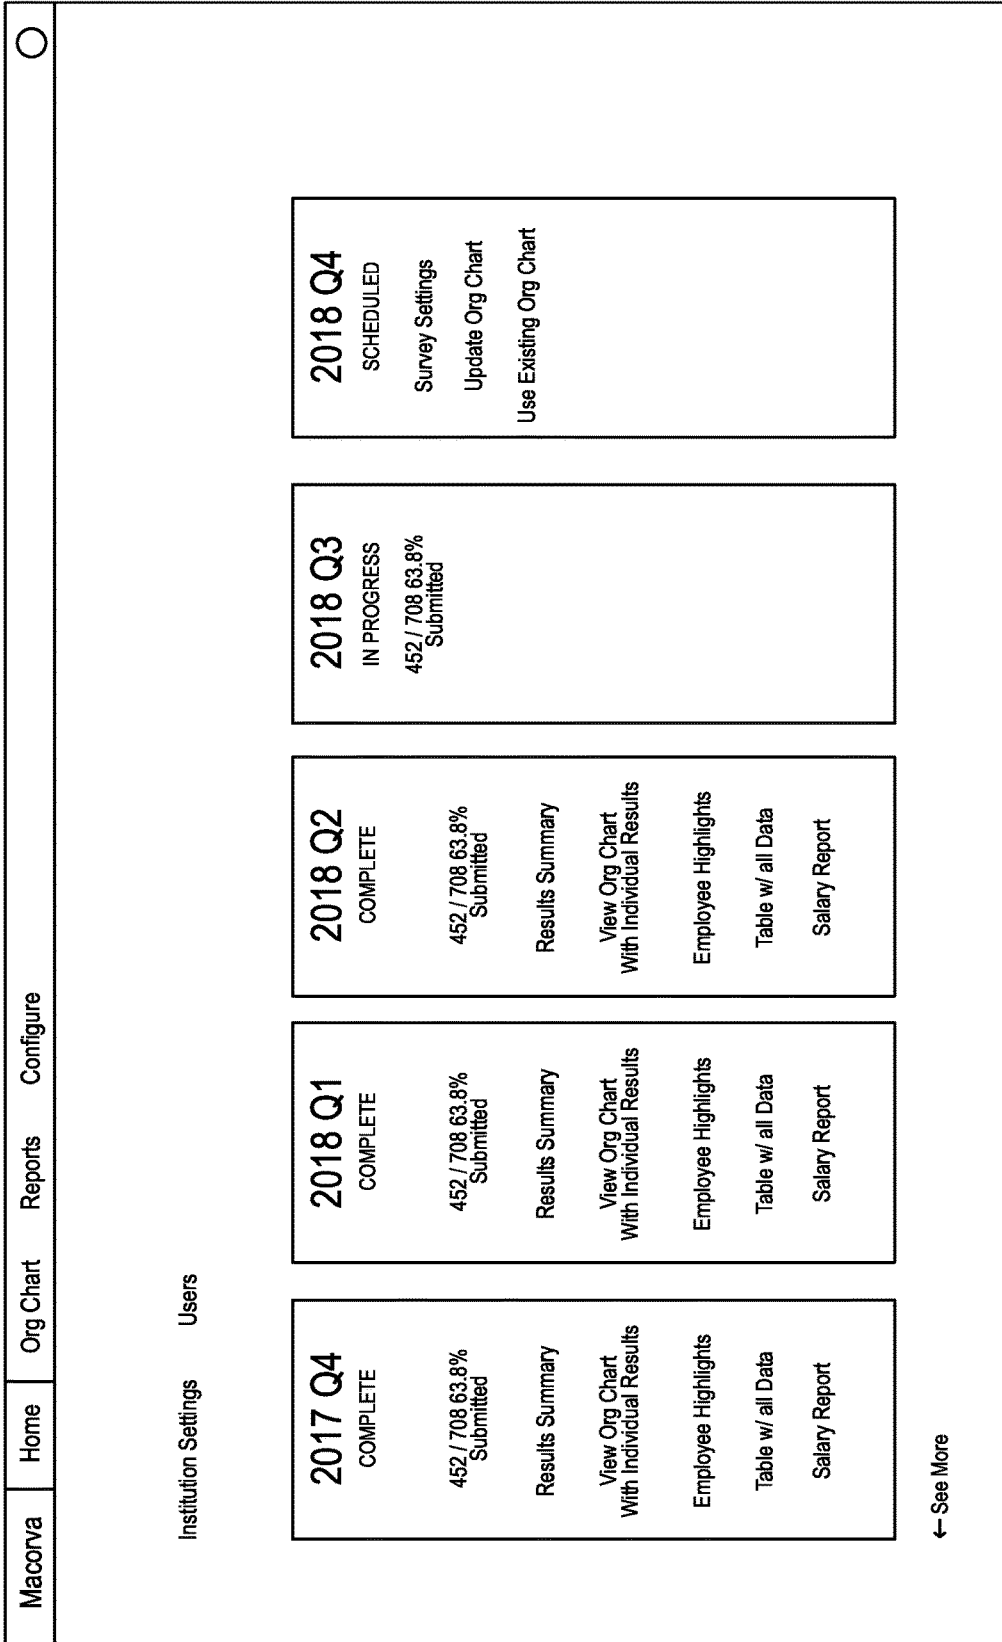 Macorva
Home
Org Chart
Reports
Configure
Institution Settings
Users
2017 Q4
COMPLETE
452 / 708 63.8%
Submitted
Results Summary
View Org Chart
With Individual Results
Employee Highlights
Table w/ all Data
Salary Report
2018 Q1
COMPLETE
452 / 708 63.8%
Submitted
Results Summary
View Org Chart
With Individual Results
Employee Highlights
Table w/ all Data
Salary Report
2018 Q2
COMPLETE
452 / 708 63.8%
Submitted
Results Summary
View Org Chart
With Individual Results
Employee Highlights
Table w/ all Data
Salary Report
2018 Q3
IN PROGRESS
452 / 708 63.8%
Submitted
2018 Q4
SCHEDULED
Survey Settings
Update Org Chart
Use Existing Org Chart
← See More